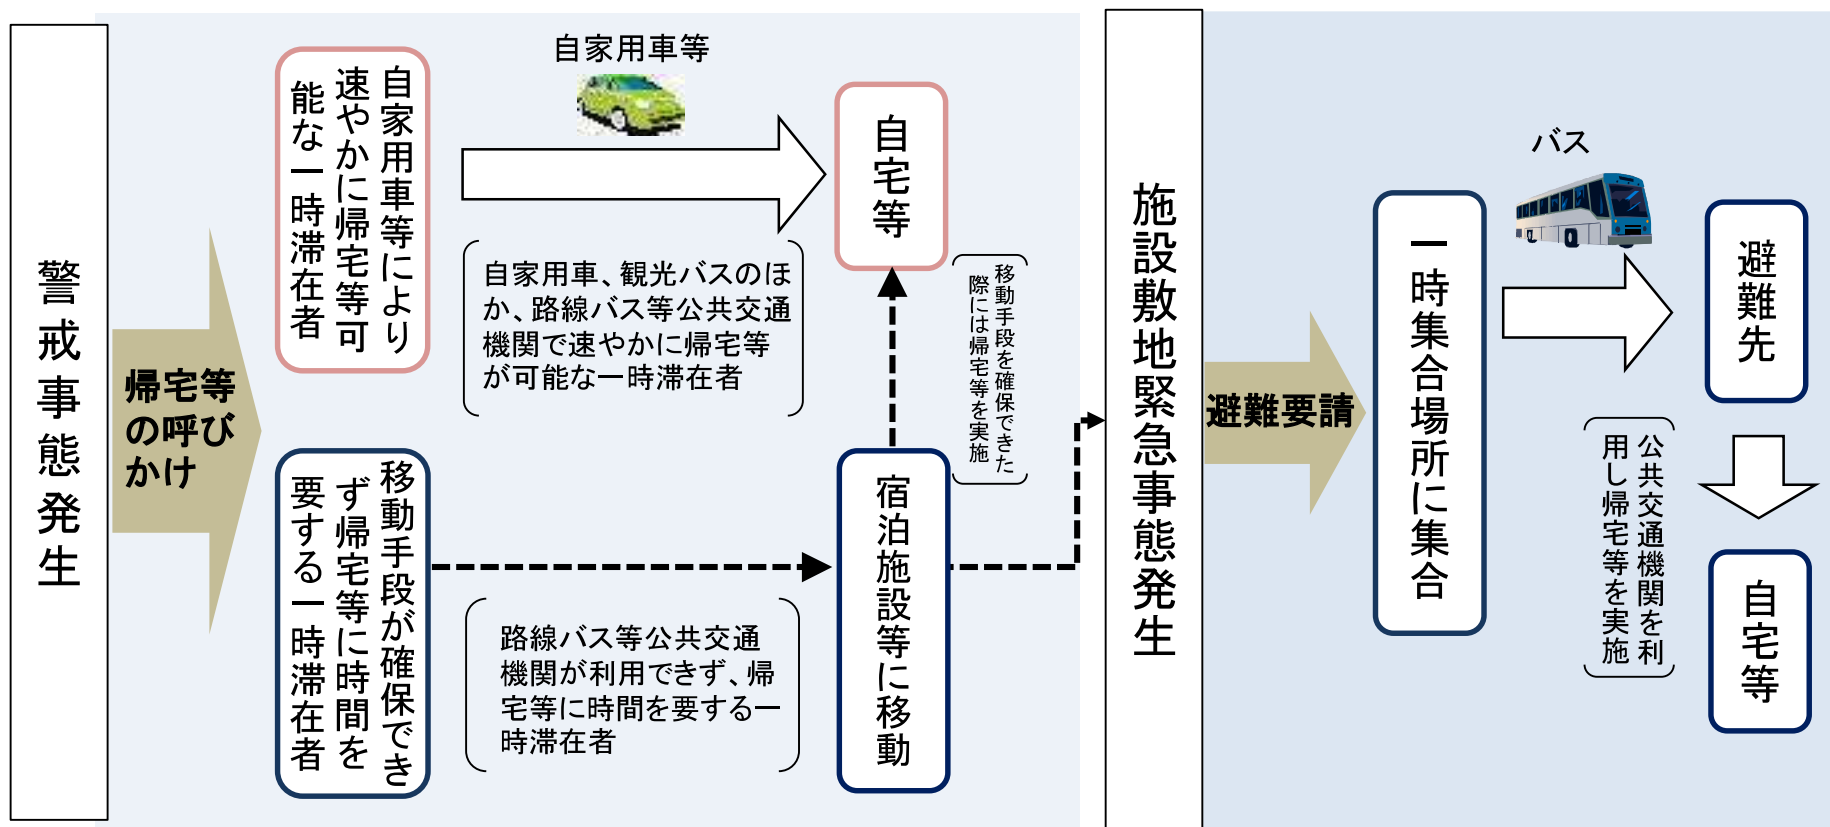 警戒事態発生
帰宅等
の呼び
かけ
自家用車等により
速やかに帰宅等可
能な一時滞在者
自家用車等
自宅等
自家用車、観光バスのほ
か、路線バス等公共交通
機関で速やかに帰宅等
が可能な一時滞在者
移動手段を確保できた
際には帰宅等を実施
移動手段が確保でき
ず帰宅等に時間を
要する一時滞在者
路線バス等公共交通
機関が利用できず、帰
宅等に時間を要する一
時滞在者
宿泊施設等に移動
施設敷地緊急事態発生
避難要請
一時集合場所に集合
バス
避難先
公共交通機関を利
用し帰宅等を実施
自宅等